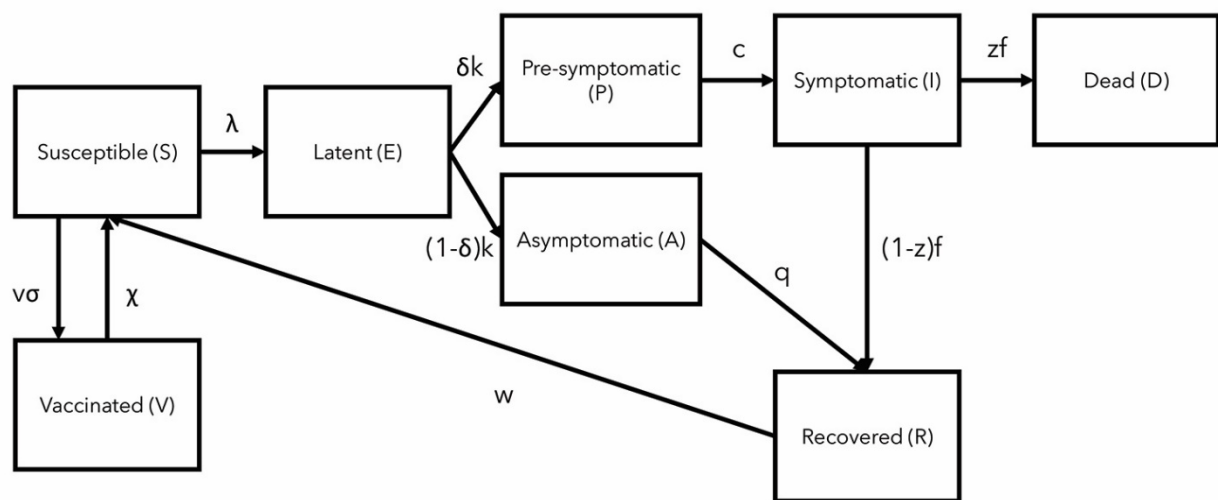 Pre-symptomatic
(P)
c
Symptomatic (I)
zf
Dead (D)
δk
Susceptible (S)
λ
Latent (E)
Asymptomatic (A)
(1-δ)k
(1-z)f
q
vσ
χ
Vaccinated (V)
w
Recovered (R)